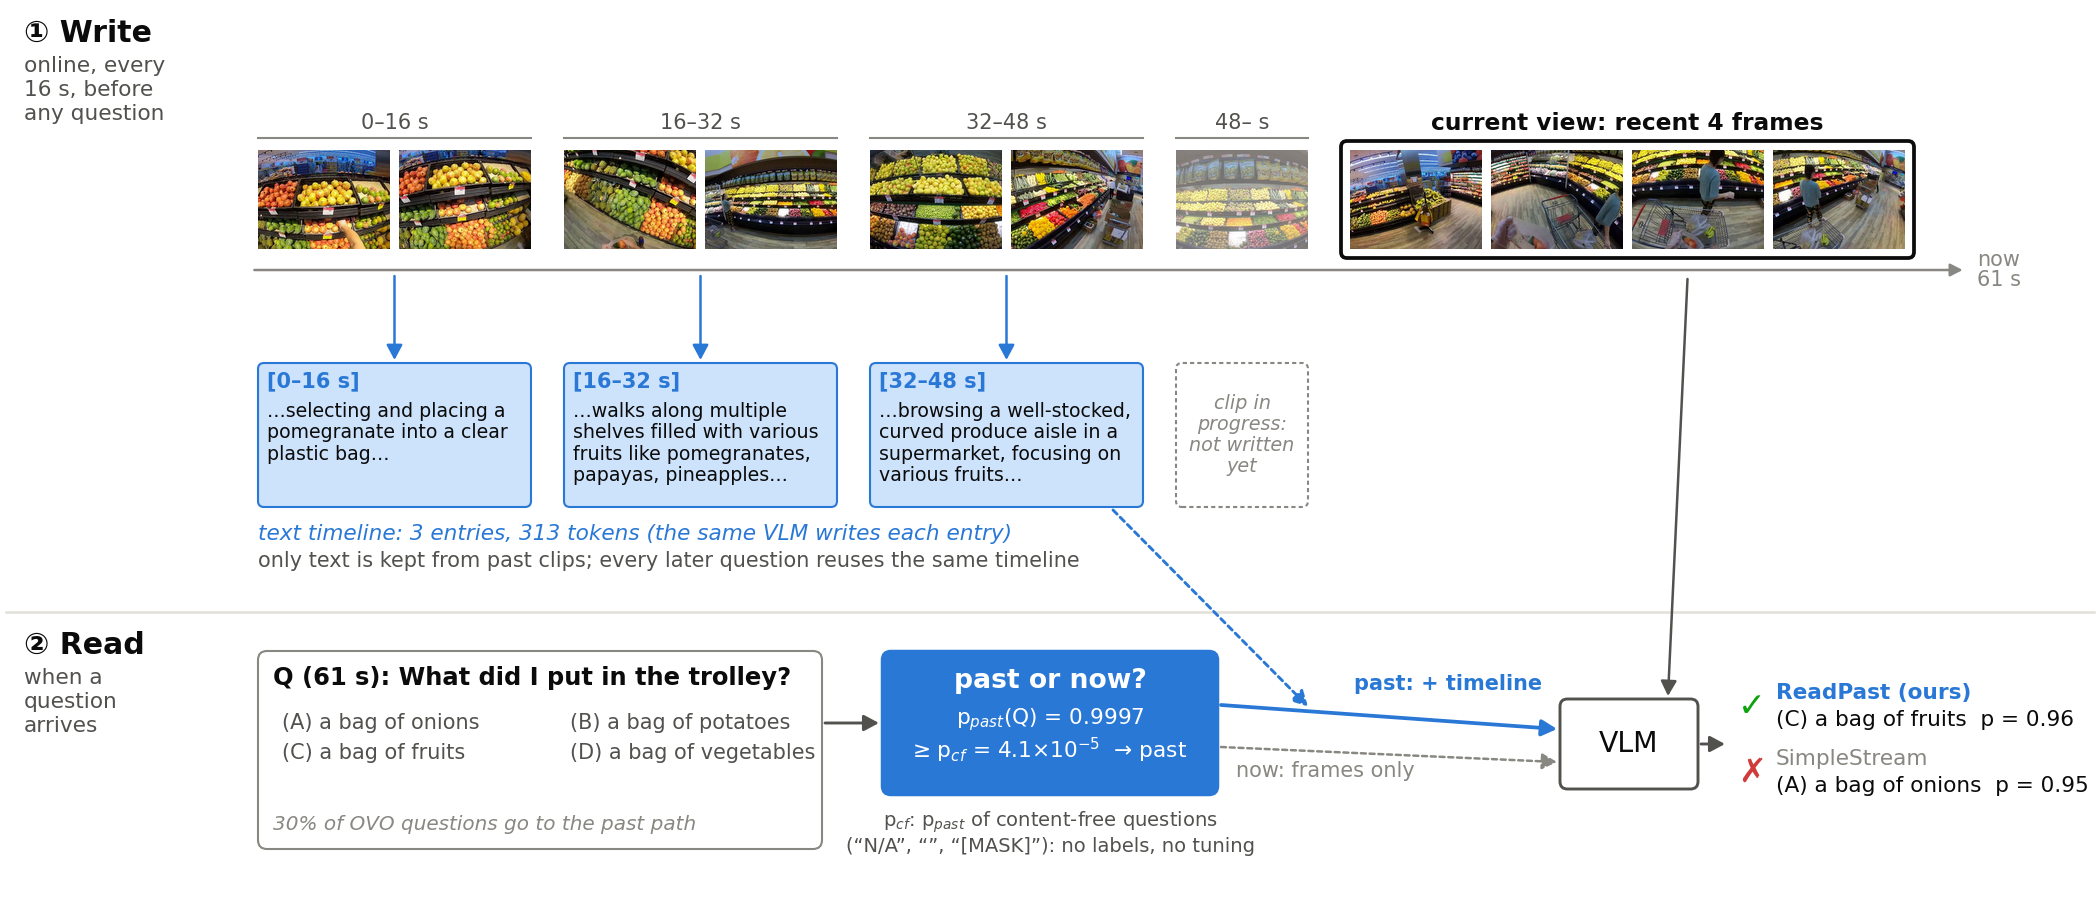 ① Write
online, every
16 s, before
any question
0–16 s
16–32 s
32–48 s
48– s
current view: recent 4 frames
now
61 s
[0–16 s]
…selecting and placing a
pomegranate into a clear
plastic bag…
[16–32 s]
…walks along multiple
shelves filled with various
fruits like pomegranates,
papayas, pineapples…
[32–48 s]
…browsing a well-stocked,
curved produce aisle in a
supermarket, focusing on
various fruits…
clip in
progress:
not written
yet
text timeline: 3 entries, 313 tokens (the same VLM writes each entry)
only text is kept from past clips; every later question reuses the same timeline
② Read
when a
question
arrives
Q (61 s): What did I put in the trolley?
(A) a bag of onions (B) a bag of potatoes
(C) a bag of fruits (D) a bag of vegetables
30% of OVO questions go to the past path
past or now?
p_past(Q) = 0.9997
≥ p_cf = 4.1×10⁻⁵ → past
p_cf: p_past of content-free questions
(“N/A”, “”, “[MASK]”): no labels, no tuning
past: + timeline
now: frames only
VLM
✓ ReadPast (ours)
(C) a bag of fruits p = 0.96
✗ SimpleStream
(A) a bag of onions p = 0.95